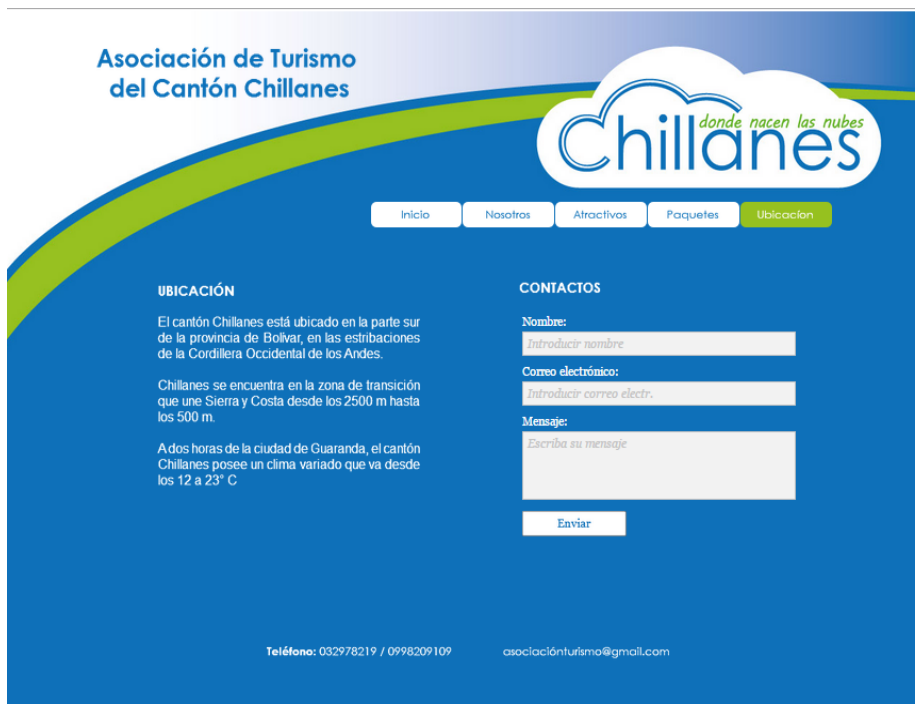 Asociación de Turismo
del Cantón Chillanes
donde nacen las nubes
Chillanes
Inicio
Nosotros
Atractivos
Paquetes
Ubicacíon
UBICACIÓN
El cantón Chillanes está ubicado en la parte sur
de la provincia de Bolívar, en las estribaciones
de la Cordillera Occidental de los Andes.
Chillanes se encuentra en la zona de transición
que une Sierra y Costa desde los 2500 m hasta
los 500 m.
A dos horas de la ciudad de Guaranda, el cantón
Chillanes posee un clima variado que va desde
los 12 a 23° C
CONTACTOS
Nombre:
Introducir nombre
Correo electrónico:
Introducir correo electr.
Mensaje:
Escriba su mensaje
Enviar
Teléfono: 032978219 / 0998209109
asociaciónturismo@gmail.com